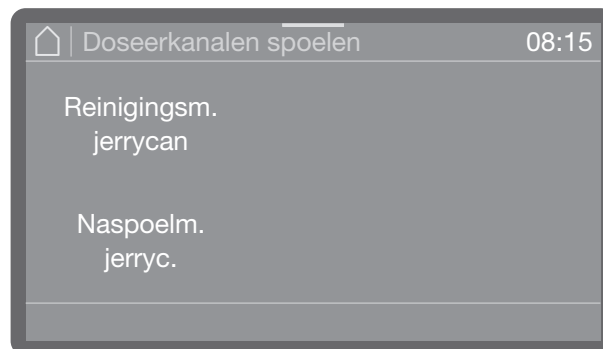 Doseerkanalen spoelen 08:15
Reinigingsm.
jerrycan
Naspoelm.
jerryc.